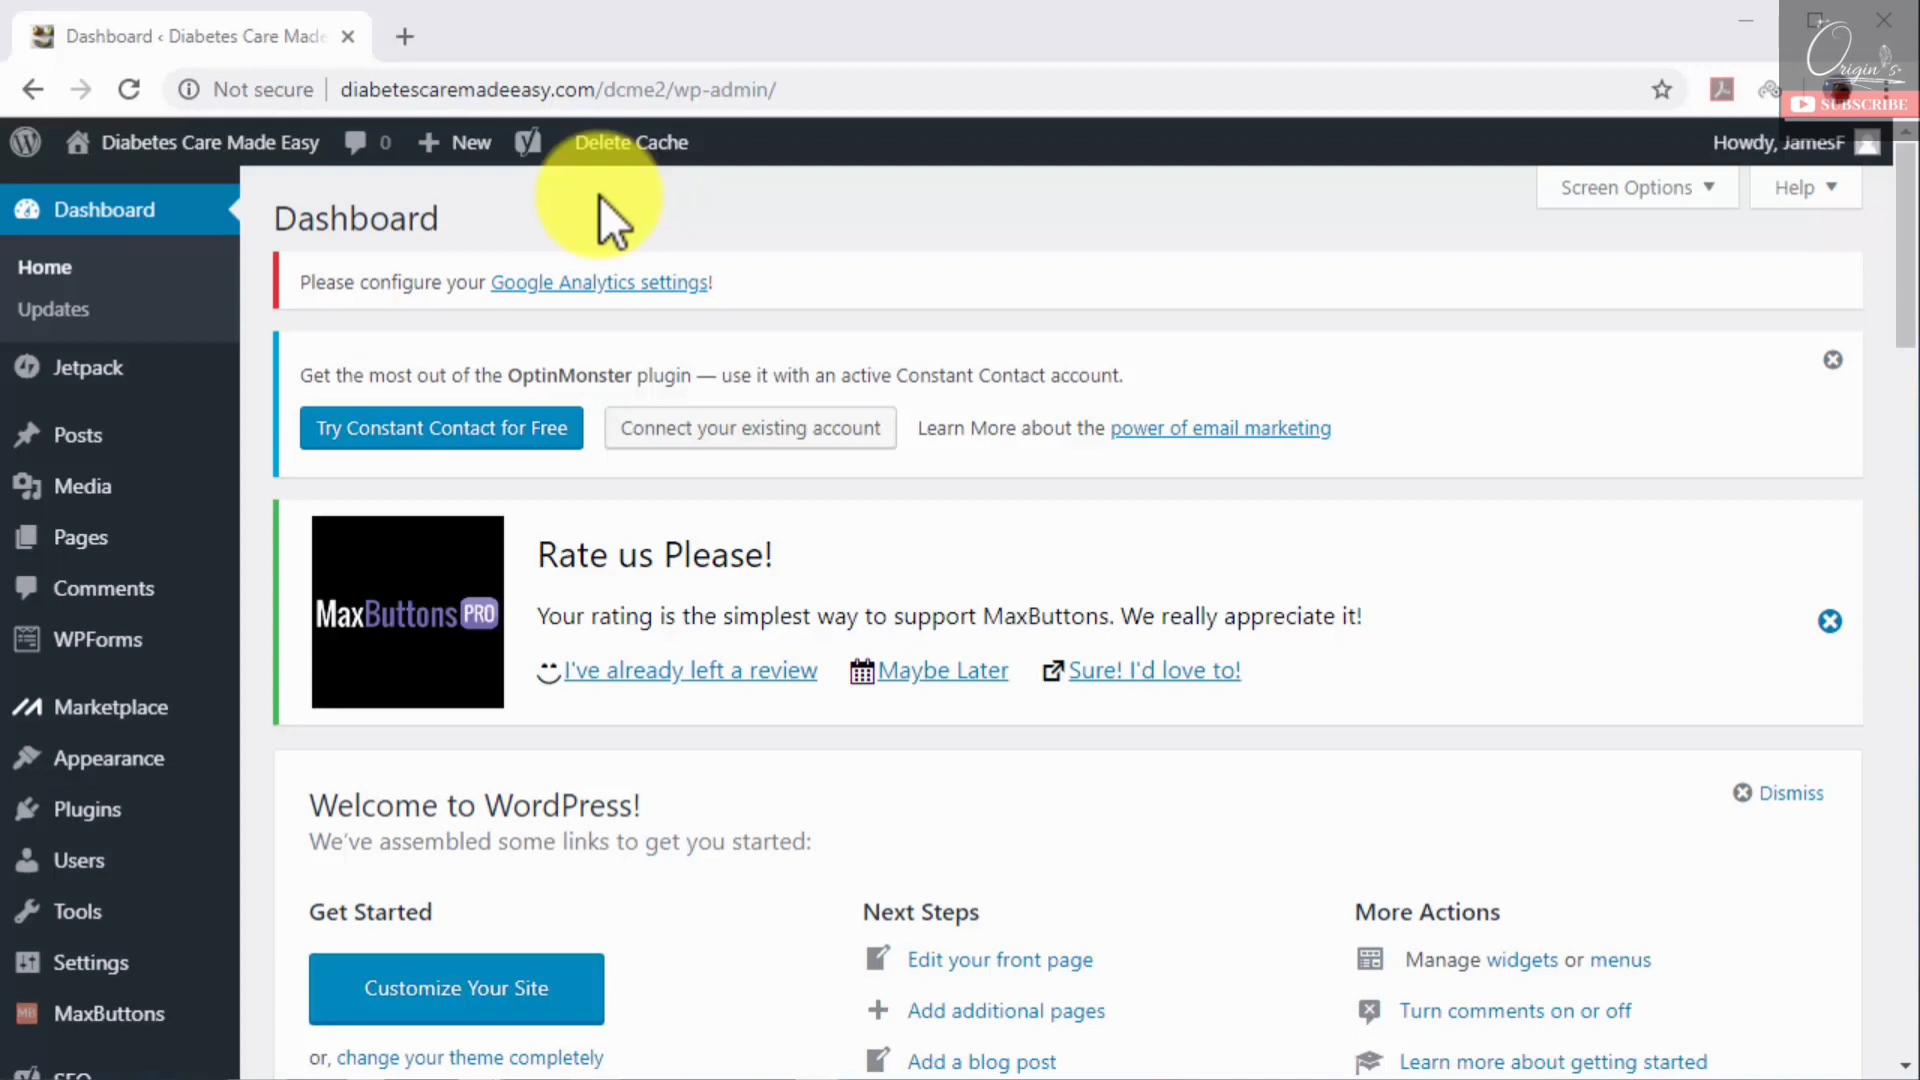 Dashboard ‹ Diabetes Care Made
Origin's
Not secure | diabetescaremadeeasy.com/dcme2/wp-admin/
SUBSCRIBE
Diabetes Care Made Easy 0 New Delete Cache Howdy, JamesF
Screen Options Help
Dashboard
Home
Updates
Jetpack
Posts
Media
Pages
Comments
WPForms
Marketplace
Appearance
Plugins
Users
Tools
Settings
MaxButtons
SEO
Dashboard
Please configure your Google Analytics settings!
Get the most out of the OptinMonster plugin — use it with an active Constant Contact account.
Try Constant Contact for Free Connect your existing account Learn More about the power of email marketing
MaxButtons PRO
Rate us Please!
Your rating is the simplest way to support MaxButtons. We really appreciate it!
I've already left a review Maybe Later Sure! I'd love to!
Welcome to WordPress!
Dismiss
We've assembled some links to get you started:
Get Started
Customize Your Site
or, change your theme completely
Next Steps
Edit your front page
Add additional pages
Add a blog post
More Actions
Manage widgets or menus
Turn comments on or off
Learn more about getting started